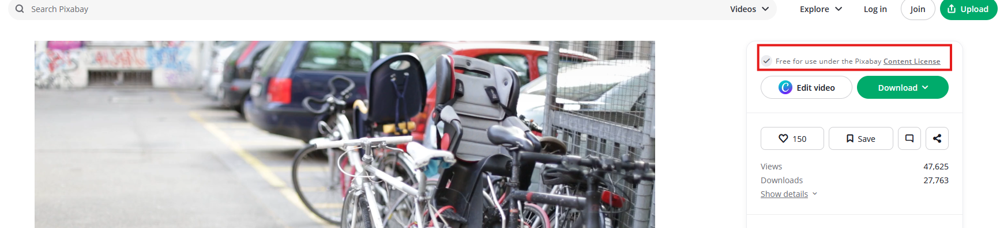 Search Pixabay
Videos
Explore
Log in
Join
Upload
Free for use under the Pixabay Content License
Edit video
Download
150
Save
Views 47,625
Downloads 27,763
Show details